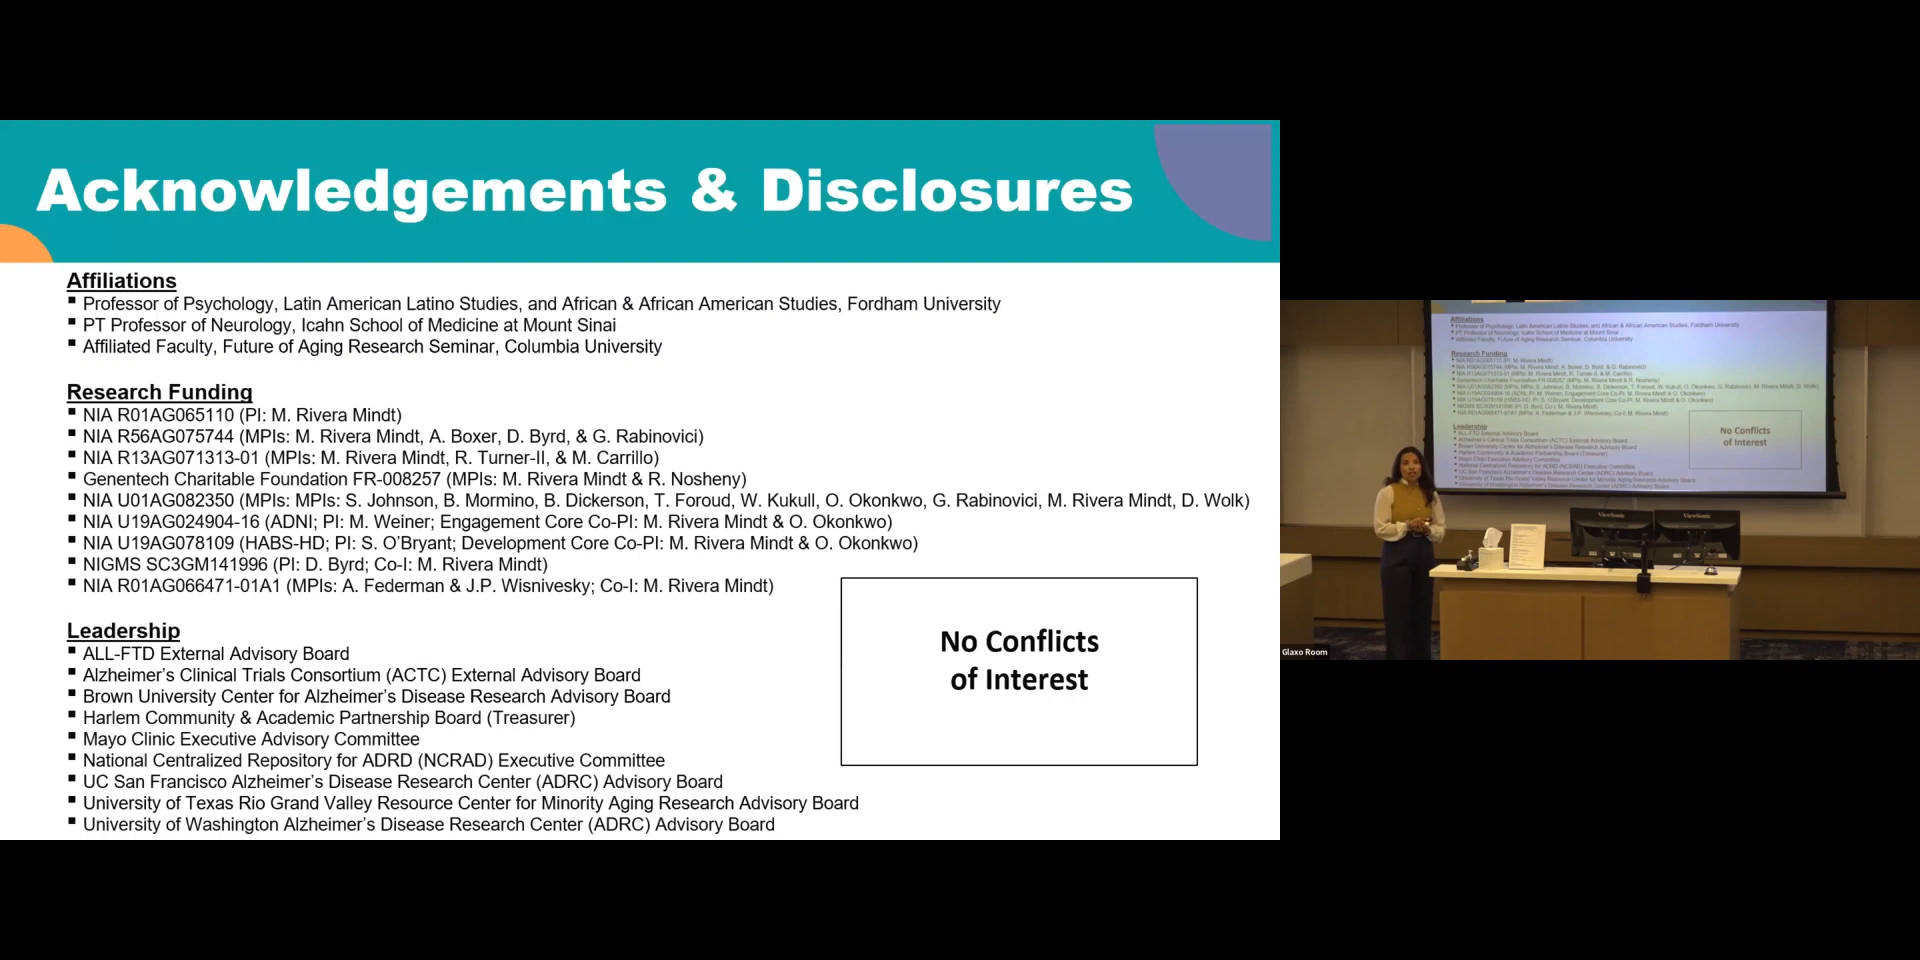 Acknowledgements & Disclosures
Affiliations
▪ Professor of Psychology, Latin American Latino Studies, and African & African American Studies, Fordham University
▪ PT Professor of Neurology, Icahn School of Medicine at Mount Sinai
▪ Affiliated Faculty, Future of Aging Research Seminar, Columbia University
Research Funding
▪ NIA R01AG065110 (PI: M. Rivera Mindt)
▪ NIA R56AG075744 (MPIs: M. Rivera Mindt, A. Boxer, D. Byrd, & G. Rabinovici)
▪ NIA R13AG071313-01 (MPIs: M. Rivera Mindt, R. Turner-II, & M. Carrillo)
▪ Genentech Charitable Foundation FR-008257 (MPIs: M. Rivera Mindt & R. Nosheny)
▪ NIA U01AG082350 (MPIs: MPIs: S. Johnson, B. Mormino, B. Dickerson, T. Foroud, W. Kukull, O. Okonkwo, G. Rabinovici, M. Rivera Mindt, D. Wolk)
▪ NIA U19AG024904-16 (ADNI; PI: M. Weiner; Engagement Core Co-PI: M. Rivera Mindt & O. Okonkwo)
▪ NIA U19AG078109 (HABS-HD; PI: S. O'Bryant; Development Core Co-PI: M. Rivera Mindt & O. Okonkwo)
▪ NIGMS SC3GM141996 (PI: D. Byrd; Co-I: M. Rivera Mindt)
▪ NIA R01AG066471-01A1 (MPIs: A. Federman & J.P. Wisnivesky; Co-I: M. Rivera Mindt)
Leadership
▪ ALL-FTD External Advisory Board
▪ Alzheimer's Clinical Trials Consortium (ACTC) External Advisory Board
▪ Brown University Center for Alzheimer's Disease Research Advisory Board
▪ Harlem Community & Academic Partnership Board (Treasurer)
▪ Mayo Clinic Executive Advisory Committee
▪ National Centralized Repository for ADRD (NCRAD) Executive Committee
▪ UC San Francisco Alzheimer's Disease Research Center (ADRC) Advisory Board
▪ University of Texas Rio Grand Valley Resource Center for Minority Aging Research Advisory Board
▪ University of Washington Alzheimer's Disease Research Center (ADRC) Advisory Board
No Conflicts
of Interest
Affiliations
Research Funding
Leadership
No Conflicts
of Interest
ViewSonic
ViewSonic
Glaxo Room